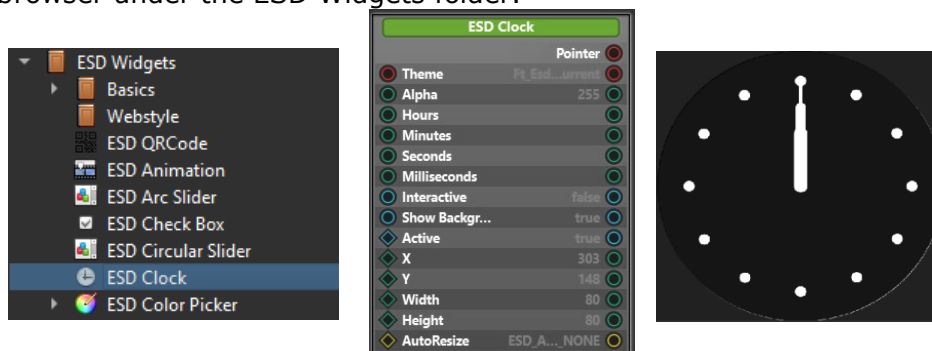 browser under the ESD Widgets folder.
ESD Widgets
Basics
Webstyle
ESD QRCode
ESD Animation
ESD Arc Slider
ESD Check Box
ESD Circular Slider
ESD Clock
ESD Color Picker
ESD Clock
Pointer
Theme Ft_Esd...urrent
Alpha 255
Hours
Minutes
Seconds
Milliseconds
Interactive false
Show Backgr... true
Active true
X 303
Y 148
Width 80
Height 80
AutoResize ESD_A..._NONE